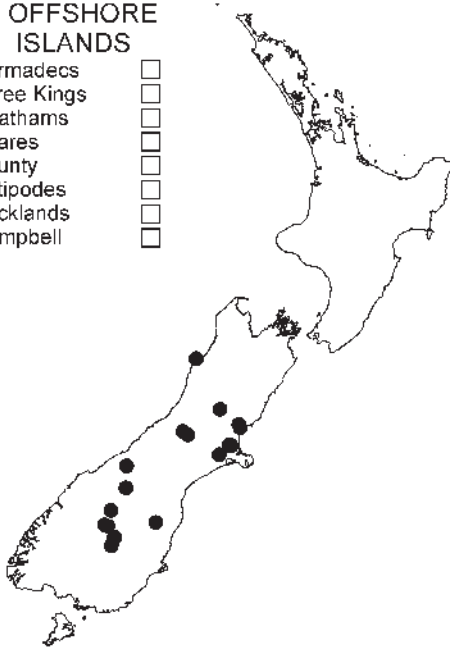 OFFSHORE
ISLANDS
rmadecs
ree Kings
athams
ares
unty
tipodes
cklands
mpbell